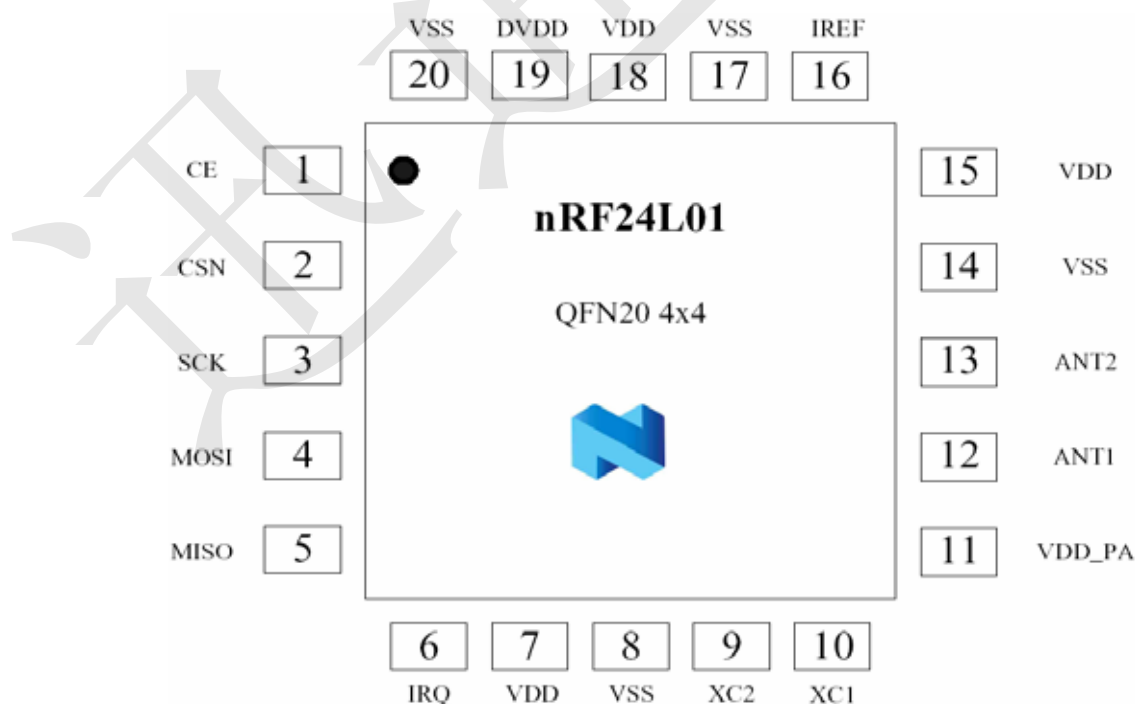 VSS DVDD VDD VSS IREF
20 19 18 17 16
CE 1 15 VDD
nRF24L01
CSN 2 14 VSS
QFN20 4x4
SCK 3 13 ANT2
MOSI 4 12 ANT1
MISO 5 11 VDD_PA
6 7 8 9 10
IRQ VDD VSS XC2 XC1